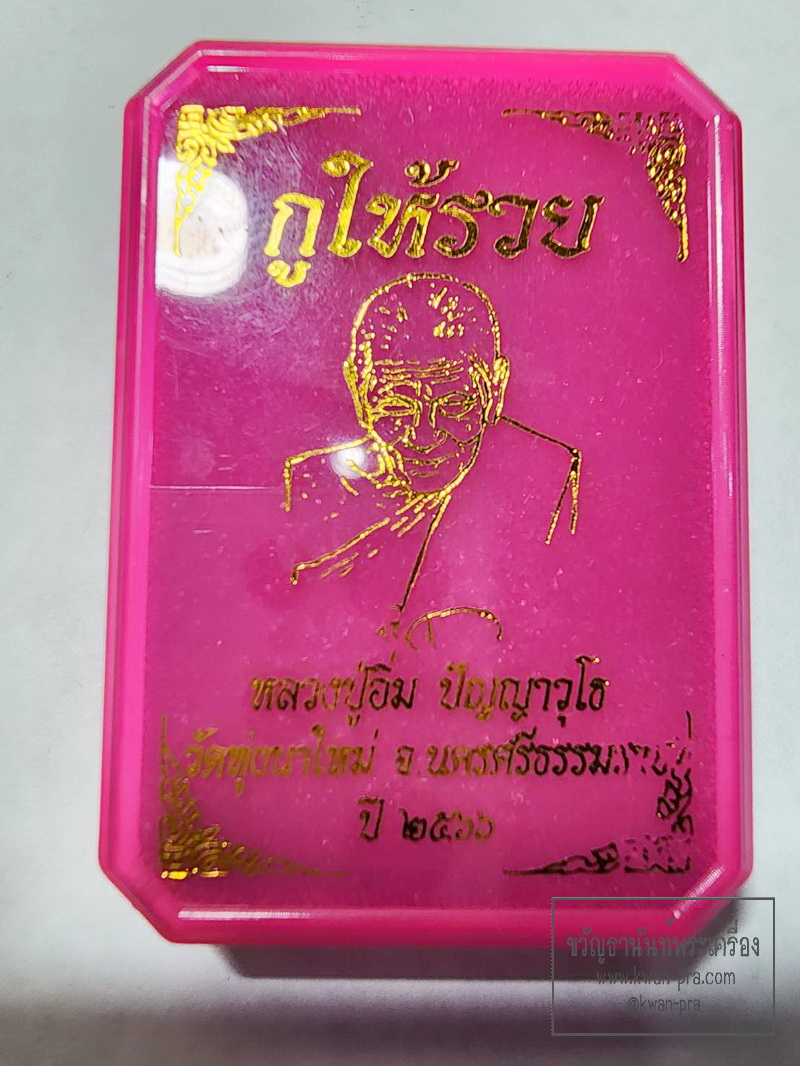 กูให้รวย
หลวงปู่อิ่ม ปัญญาวุโธ
วัดทุ่งนาใหม่ จ.นครศรีธรรมราช
ปี ๒๕๖๖
ขวัญธานันท์พระเครื่อง
www.kwan-pra.com
@kwan-pra